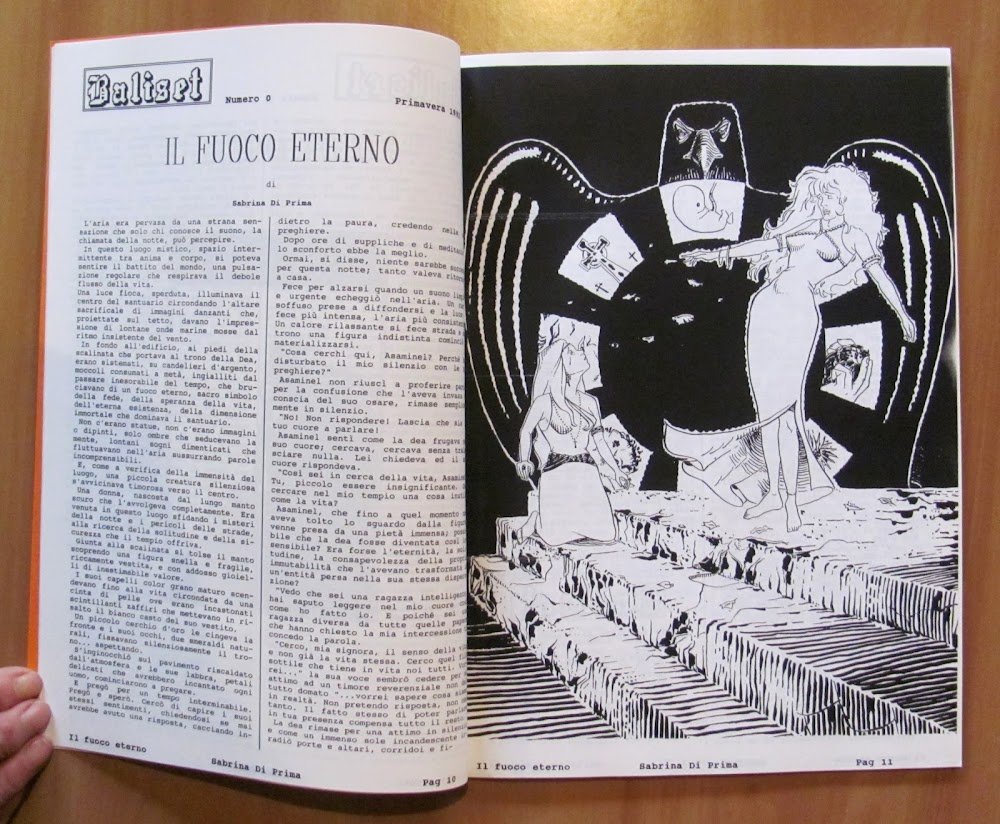 Baliset
Numero 0
Primavera
IL FUOCO ETERNO
di
Sabrina Di Prima
L'aria era pervasa da una strana sen-
sazione che solo chi conosce il suono, la
chiamata della notte, può percepire.
In questo luogo mistico, spazio inter-
mittente tra anima e corpo, si poteva
sentire il battito del mondo, una pulsa-
zione regolare che respirava il debole
flusso della vita.
Una luce fioca, sperduta, illuminava il
centro del santuario circondando l'altare
sacrificale di immagini danzanti che,
proiettate sul tetto, davano l'impres-
sione di lontane onde marine mosse dal
ritmo insistente del vento.
In fondo all'edificio, ai piedi della
scalinata che portava al trono della Dea,
erano sistemati, su candelieri d'argento,
moccoli consumati a metà, ingialliti dal
passare inesorabile del tempo, che bru-
ciavano di un fuoco eterno, sacro simbolo
della fede, della speranza della vita,
dell'eterna esistenza, della dimensione
immortale che dominava il santuario.
Non c'erano statue, non c'erano immagini
o dipinti, solo ombre che seducevano la
mente, lontani sogni dimenticati che
fluttuavano nell'aria sussurrando parole
incomprensibili.
E, come a verifica della immensità del
luogo, una piccola creatura silenziosa
s'avvicinava timorosa verso il centro.
Una donna, nascosta dal lungo manto
scuro che l'avvolgeva completamente. Era
venuta in questo luogo sfidando i misteri
della notte e i pericoli delle strade,
alla ricerca della solitudine e della si-
curezza che il tempio offriva.
Giunta alla scalinata si tolse il manto
scoprendo una figura snella e fragile,
riccamente vestita, e con addosso gioiel-
li di inestimabile valore.
I suoi capelli color grano maturo scen-
devano fino alla vita circondata da una
cinta di pelle ove erano incastonati
scintillanti zaffiri che mettevano in ri-
salto il bianco casto del suo vestito.
Un piccolo cerchio d'oro le cingeva la
fronte e i suoi occhi, due smeraldi natu-
rali, fissavano silenziosamente il tro-
no... aspettando.
S'inginocchiò sul pavimento riscaldato
dall'atmosfera e le sue labbra, petali
delicati che avrebbero incantato ogni
uomo, cominciarono a pregare.
E pregò per un tempo interminabile.
Pregò e sperò. Cercò di capire i suoi
stessi sentimenti, chiedendosi se mai
avrebbe avuto una risposta, cacciando in-
dietro la paura, credendo nella
preghiere.
Dopo ore di suppliche e di
lo sconforto ebbe la meglio.
Ormai, si disse, niente sarebbe
per questa notte; tanto valeva
a casa.
Fece per alzarsi quando un suono
e urgente echeggiò nell'aria. Un
soffuso prese a diffondersi e la
fece più intensa, l'aria più
Un calore rilassante si fece strada
trono una figura indistinta
materializzarsi.
"Cosa cerchi qui, Asaminel? Perchè
disturbato il mio silenzio con le
preghiere?"
Asaminel non riuscì a proferire
per la confusione che l'aveva
conscia del suo osare, rimase
mente in silenzio.
"No! Non rispondere! Lascia che
tuo cuore a parlare!
Asaminel sentì come la dea frugava
suo cuore; cercava, cercava senza
sciare nulla. Lei chiedeva ed il
cuore rispondeva.
"Così sei in cerca della vita,
Tu, piccolo essere insignificante.
cercare nel mio tempio una cosa
come la vita?
Asaminel, che fino a quel momento
aveva tolto lo sguardo dalla
venne presa da una pietà immensa;
bile che la dea fosse diventata così
sensibile? Era forse l'eternità, la
tudine, la consapevolezza della
immutabilità che l'avevano trasformata
un'entità persa nella sua stessa
zione?
"Vedo che sei una ragazza
hai saputo leggere nel mio cuore
come ho fatto io. E poichè sei
ragazza diversa da tutte quelle
che hanno chiesto la mia intercessione
concedo la parola.
"Cerco, mia signora, il senso della
e non già la vita stessa. Cerco quel
sottile che tiene in vita noi tutti.
rei..." la sua voce sembrò cedere per
attimo ad un timore reverenziale non
tutto domato "...vorrei sapere cosa
in realtà. Non pretendo risposta, non
tanto. Il fatto stesso di poter
in tua presenza compensa tutto il
La dea rimase per una attimo in
e come un immenso sole incandescente
radiò porte e altari, corridoi e fi-
Il fuoco eterno
Sabrina Di Prima
Pag 10
Il fuoco eterno
Sabrina Di Prima
Pag 11